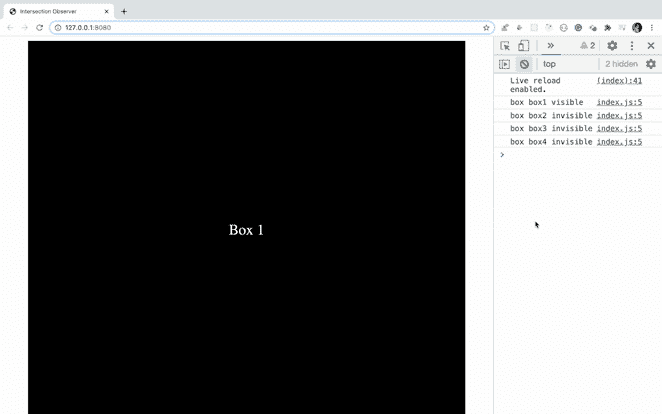 Intersection Observer
127.0.0.1:8080
2
top
2 hidden
Live reload enabled.
(index):41
box box1 visible index.js:5
box box2 invisible index.js:5
box box3 invisible index.js:5
box box4 invisible index.js:5
Box 1